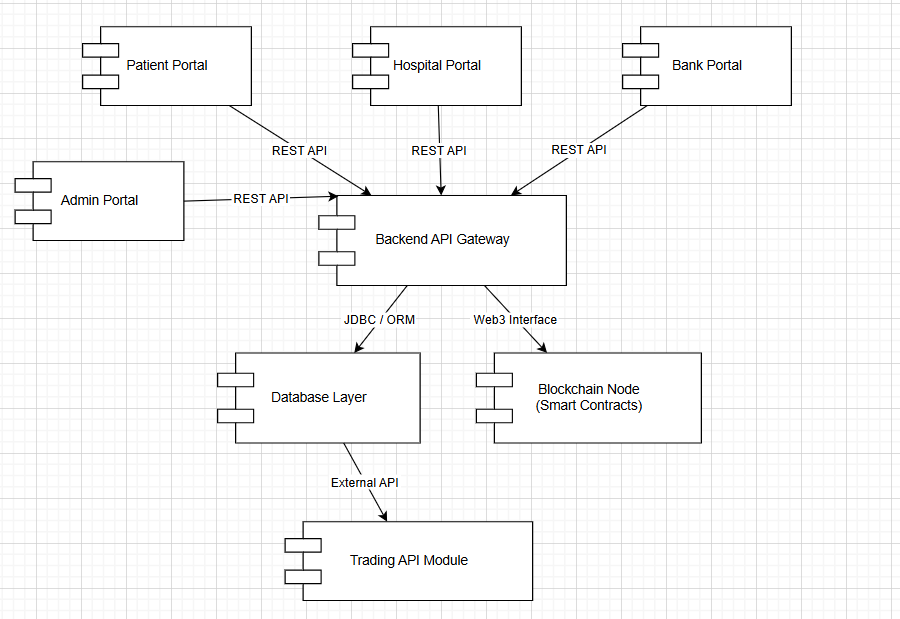 Patient Portal
Hospital Portal
Bank Portal
REST API
REST API
REST API
Admin Portal
REST API
Backend API Gateway
JDBC / ORM
Web3 Interface
Database Layer
Blockchain Node
(Smart Contracts)
External API
Trading API Module